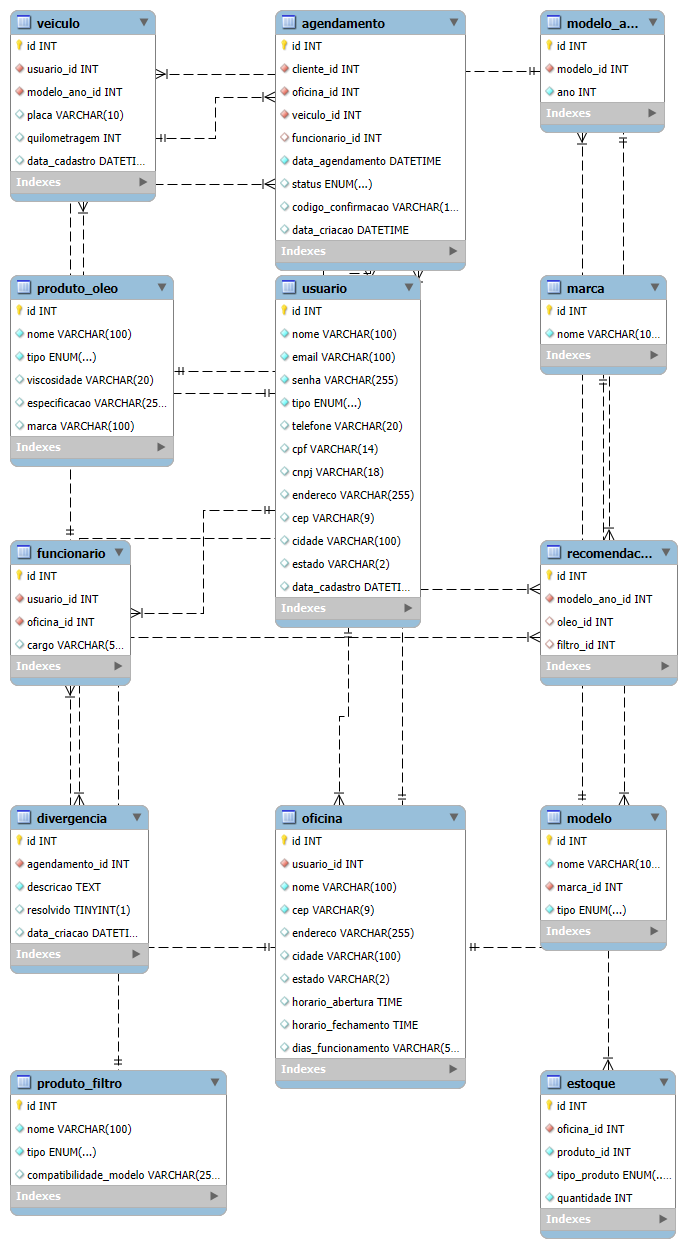 veiculo
id INT
usuario_id INT
modelo_ano_id INT
placa VARCHAR(10)
quilometragem INT
data_cadastro DATETI...
Indexes
agendamento
id INT
cliente_id INT
oficina_id INT
veiculo_id INT
funcionario_id INT
data_agendamento DATETIME
status ENUM(...)
codigo_confirmacao VARCHAR(1...
data_criacao DATETIME
Indexes
modelo_a...
id INT
modelo_id INT
ano INT
Indexes
produto_oleo
id INT
nome VARCHAR(100)
tipo ENUM(...)
viscosidade VARCHAR(20)
especificacao VARCHAR(25...
marca VARCHAR(100)
Indexes
usuario
id INT
nome VARCHAR(100)
email VARCHAR(100)
senha VARCHAR(255)
tipo ENUM(...)
telefone VARCHAR(20)
cpf VARCHAR(14)
cnpj VARCHAR(18)
endereco VARCHAR(255)
cep VARCHAR(9)
cidade VARCHAR(100)
estado VARCHAR(2)
data_cadastro DATETI...
Indexes
marca
id INT
nome VARCHAR(10...
Indexes
funcionario
id INT
usuario_id INT
oficina_id INT
cargo VARCHAR(5...
Indexes
recomendac...
id INT
modelo_ano_id INT
oleo_id INT
filtro_id INT
Indexes
divergencia
id INT
agendamento_id INT
descricao TEXT
resolvido TINYINT(1)
data_criacao DATETI...
Indexes
oficina
id INT
usuario_id INT
nome VARCHAR(100)
cep VARCHAR(9)
endereco VARCHAR(255)
cidade VARCHAR(100)
estado VARCHAR(2)
horario_abertura TIME
horario_fechamento TIME
dias_funcionamento VARCHAR(5...
Indexes
modelo
id INT
nome VARCHAR(10...
marca_id INT
tipo ENUM(...)
Indexes
produto_filtro
id INT
nome VARCHAR(100)
tipo ENUM(...)
compatibilidade_modelo VARCHAR(25...
Indexes
estoque
id INT
oficina_id INT
produto_id INT
tipo_produto ENUM(...
quantidade INT
Indexes